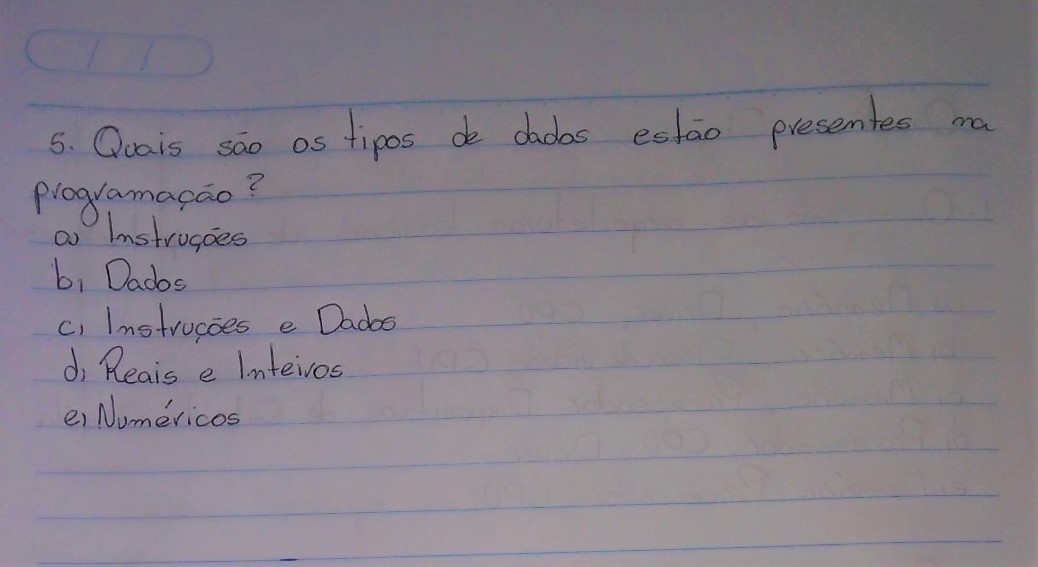 5. Quais são os tipos de dados estão presentes na
programação?
a) Instruções
b) Dados
c) Instruções e Dados
d) Reais e Inteiros
e) Numéricos